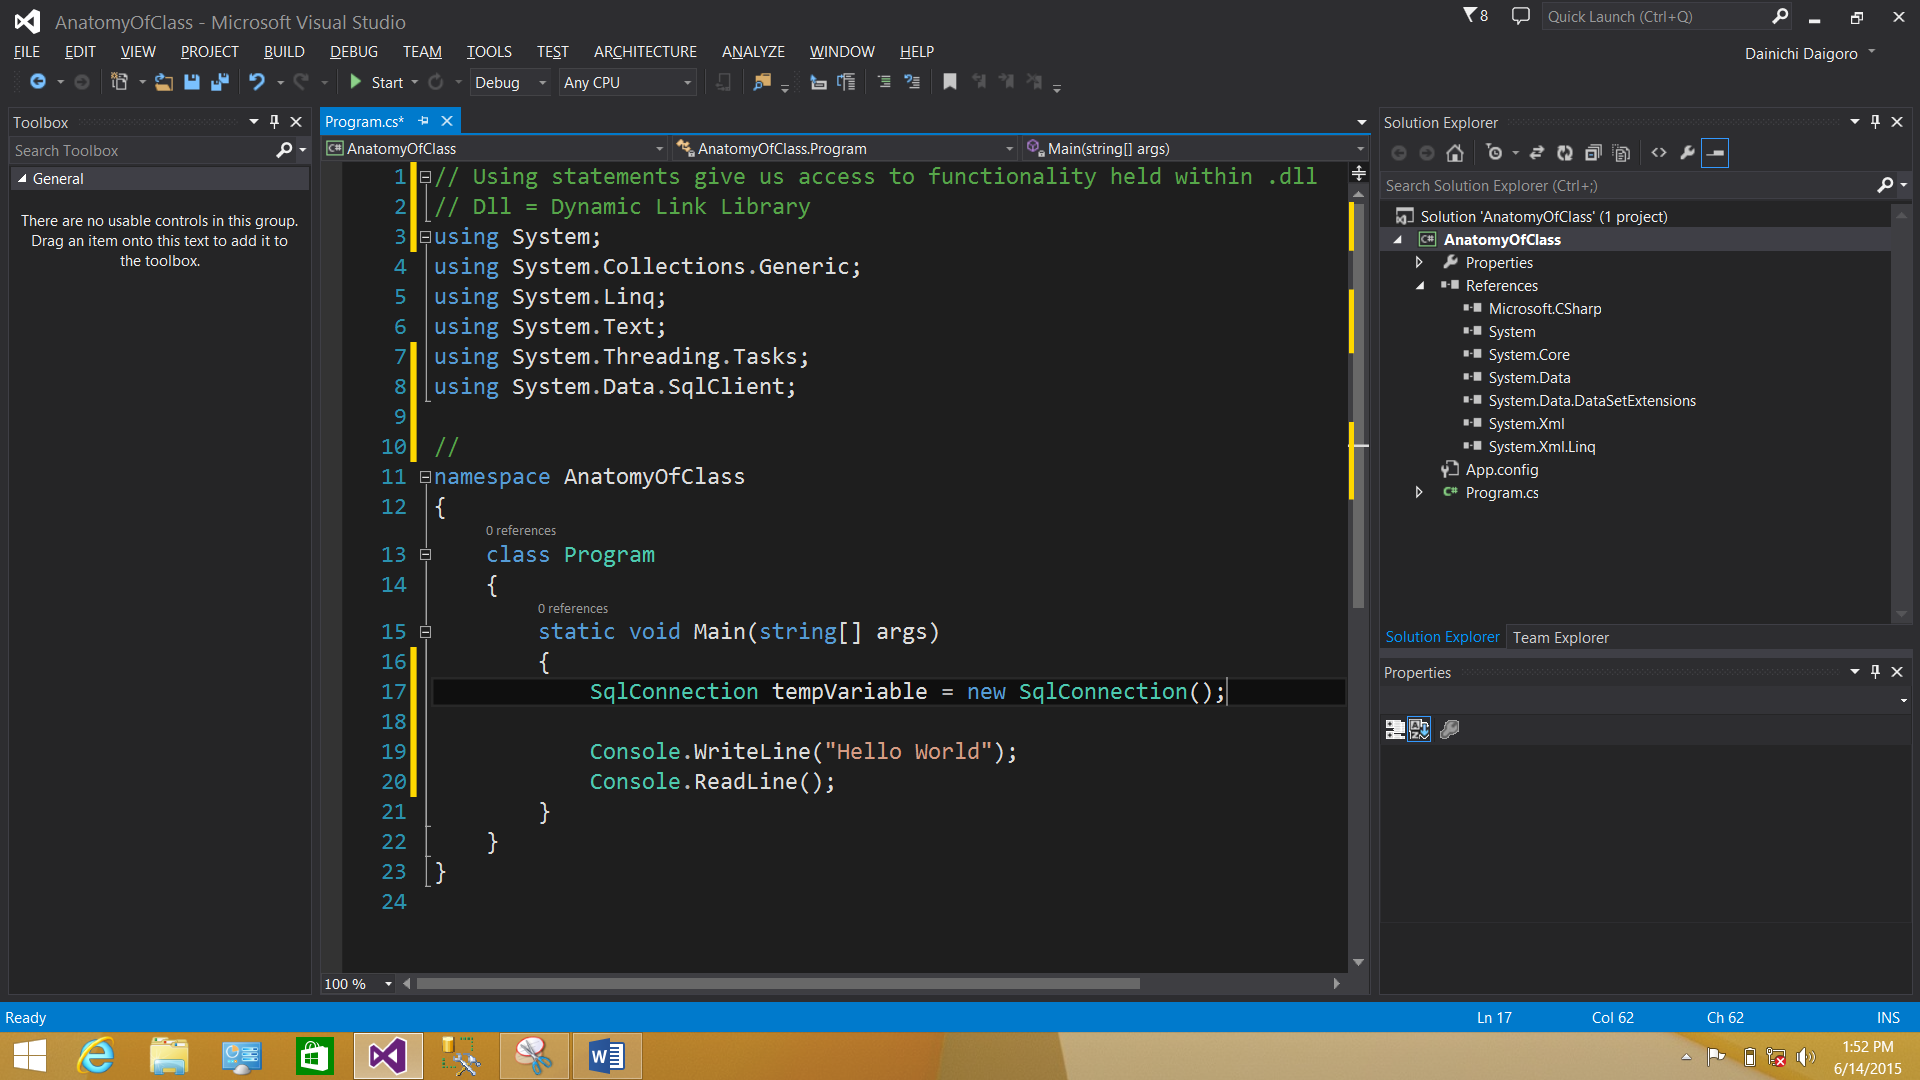 AnatomyOfClass - Microsoft Visual Studio
8
Quick Launch (Ctrl+Q)
FILE EDIT VIEW PROJECT BUILD DEBUG TEAM TOOLS TEST ARCHITECTURE ANALYZE WINDOW HELP
Dainichi Daigoro
Start Debug Any CPU
Toolbox
Search Toolbox
General
There are no usable controls in this group.
Drag an item onto this text to add it to
the toolbox.
Program.cs*
C# AnatomyOfClass AnatomyOfClass.Program Main(string[] args)
1 // Using statements give us access to functionality held within .dll
2 // Dll = Dynamic Link Library
3 using System;
4 using System.Collections.Generic;
5 using System.Linq;
6 using System.Text;
7 using System.Threading.Tasks;
8 using System.Data.SqlClient;
9
10 //
11 namespace AnatomyOfClass
12 {
0 references
13 class Program
14 {
0 references
15 static void Main(string[] args)
16 {
17 SqlConnection tempVariable = new SqlConnection();
18
19 Console.WriteLine("Hello World");
20 Console.ReadLine();
21 }
22 }
23 }
24
100 %
Solution Explorer
Search Solution Explorer (Ctrl+;)
Solution 'AnatomyOfClass' (1 project)
C# AnatomyOfClass
Properties
References
Microsoft.CSharp
System
System.Core
System.Data
System.Data.DataSetExtensions
System.Xml
System.Xml.Linq
App.config
C# Program.cs
Solution Explorer Team Explorer
Properties
Ready
Ln 17 Col 62 Ch 62 INS
1:52 PM
6/14/2015